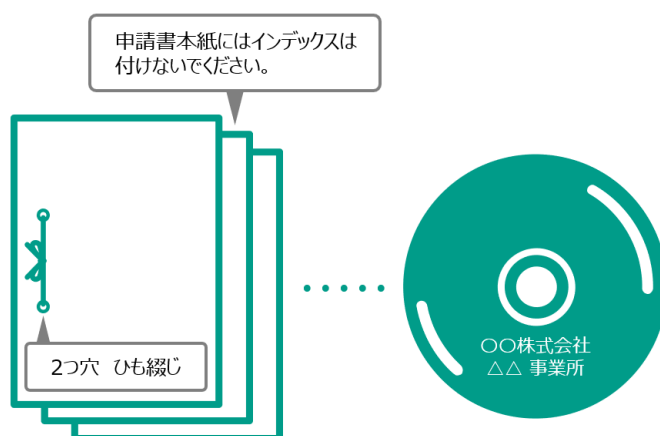 申請書本紙にはインデックスは
付けないでください。
2つ穴　ひも綴じ
〇〇株式会社
△△ 事業所